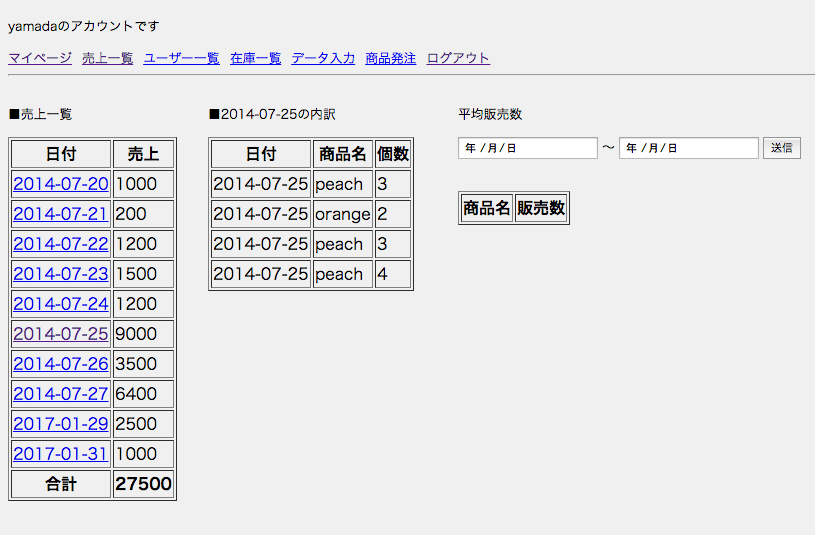 yamadaのアカウントです
マイページ 売上一覧 ユーザー一覧 在庫一覧 データ入力 商品発注 ログアウト
■売上一覧
日付 売上
2014-07-20 1000
2014-07-21 200
2014-07-22 1200
2014-07-23 1500
2014-07-24 1200
2014-07-25 9000
2014-07-26 3500
2014-07-27 6400
2017-01-29 2500
2017-01-31 1000
合計 27500
■2014-07-25の内訳
日付 商品名 個数
2014-07-25 peach 3
2014-07-25 orange 2
2014-07-25 peach 3
2014-07-25 peach 4
平均販売数
年 /月/日 〜 年 /月/日 送信
商品名 販売数